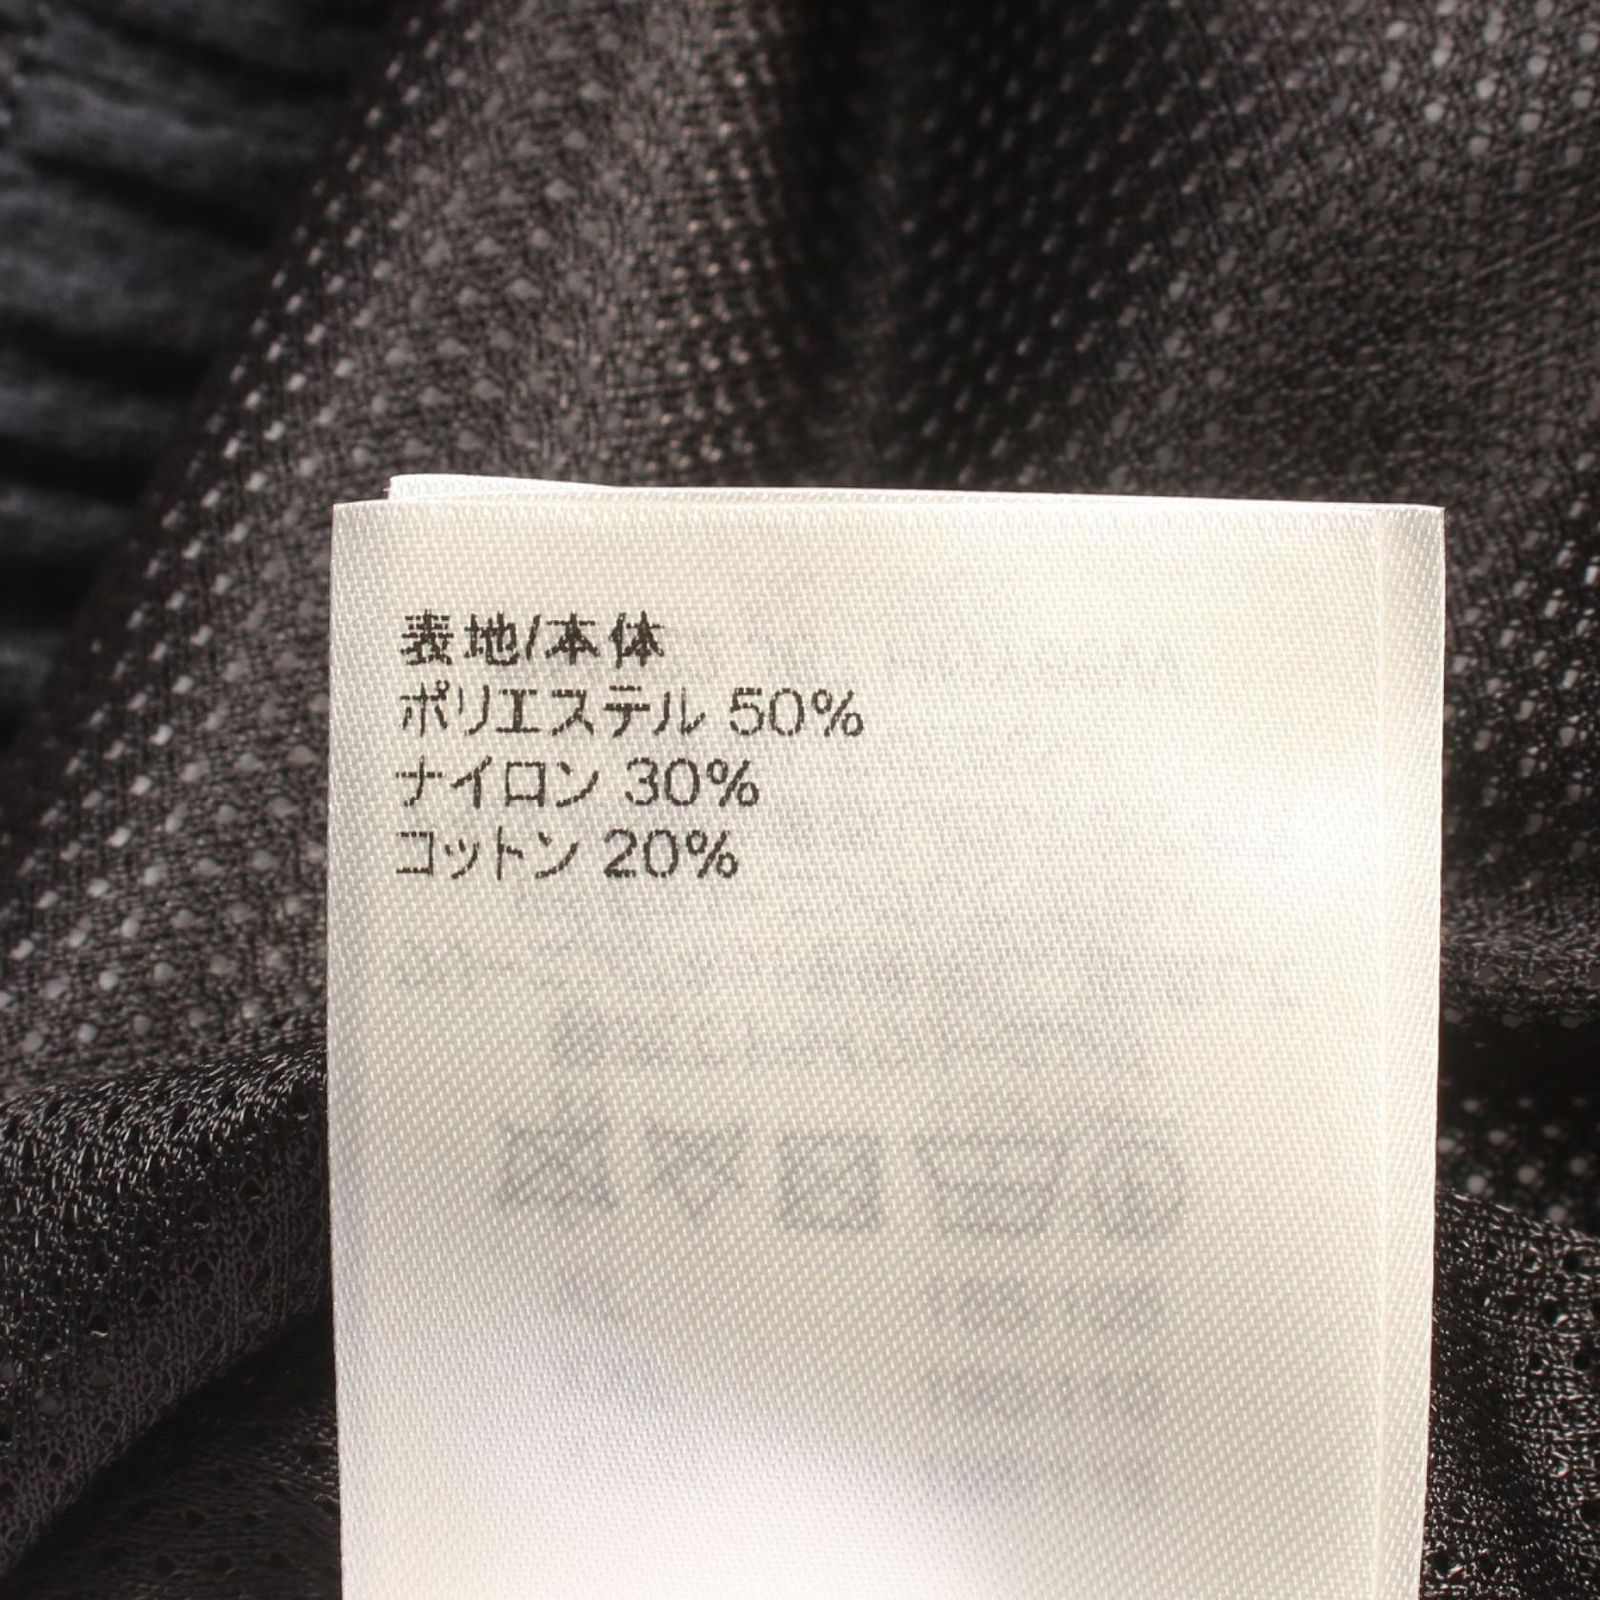 表地/本体
ポリエステル 50%
ナイロン 30%
コットン 20%